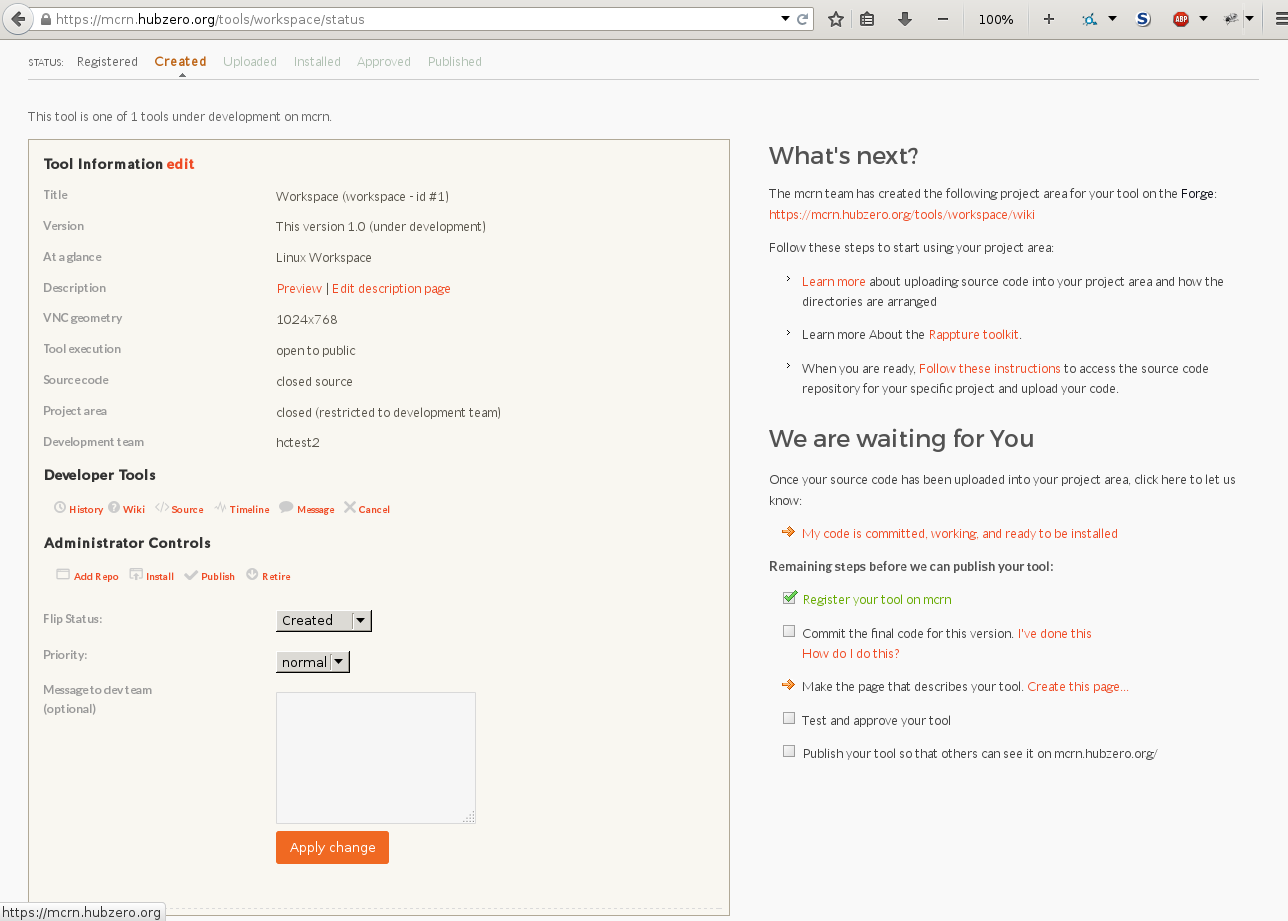 https://mcrn.hubzero.org/tools/workspace/status
100%
S
ABP
STATUS: Registered Created Uploaded Installed Approved Published
This tool is one of 1 tools under development on mcrn.
Tool Information edit
Title Workspace (workspace - id #1)
Version This version 1.0 (under development)
At a glance Linux Workspace
Description Preview | Edit description page
VNC geometry 1024x768
Tool execution open to public
Source code closed source
Project area closed (restricted to development team)
Development team hctest2
Developer Tools
History ? Wiki </> Source Timeline Message Cancel
Administrator Controls
Add Repo Install Publish Retire
Flip Status: Created
Priority: normal
Message to dev team
(optional)
Apply change
https://mcrn.hubzero.org
What's next?
The mcrn team has created the following project area for your tool on the Forge:
https://mcrn.hubzero.org/tools/workspace/wiki
Follow these steps to start using your project area:
Learn more about uploading source code into your project area and how the
directories are arranged
Learn more About the Rappture toolkit.
When you are ready, Follow these instructions to access the source code
repository for your specific project and upload your code.
We are waiting for You
Once your source code has been uploaded into your project area, click here to let us
know:
My code is committed, working, and ready to be installed
Remaining steps before we can publish your tool:
Register your tool on mcrn
Commit the final code for this version. I've done this
How do I do this?
Make the page that describes your tool. Create this page...
Test and approve your tool
Publish your tool so that others can see it on mcrn.hubzero.org/